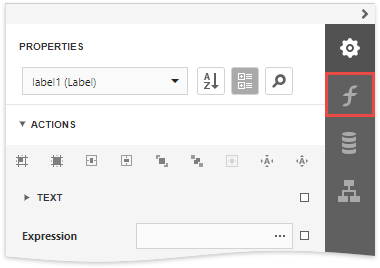 PROPERTIES
label1 (Label)
ACTIONS
TEXT
Expression